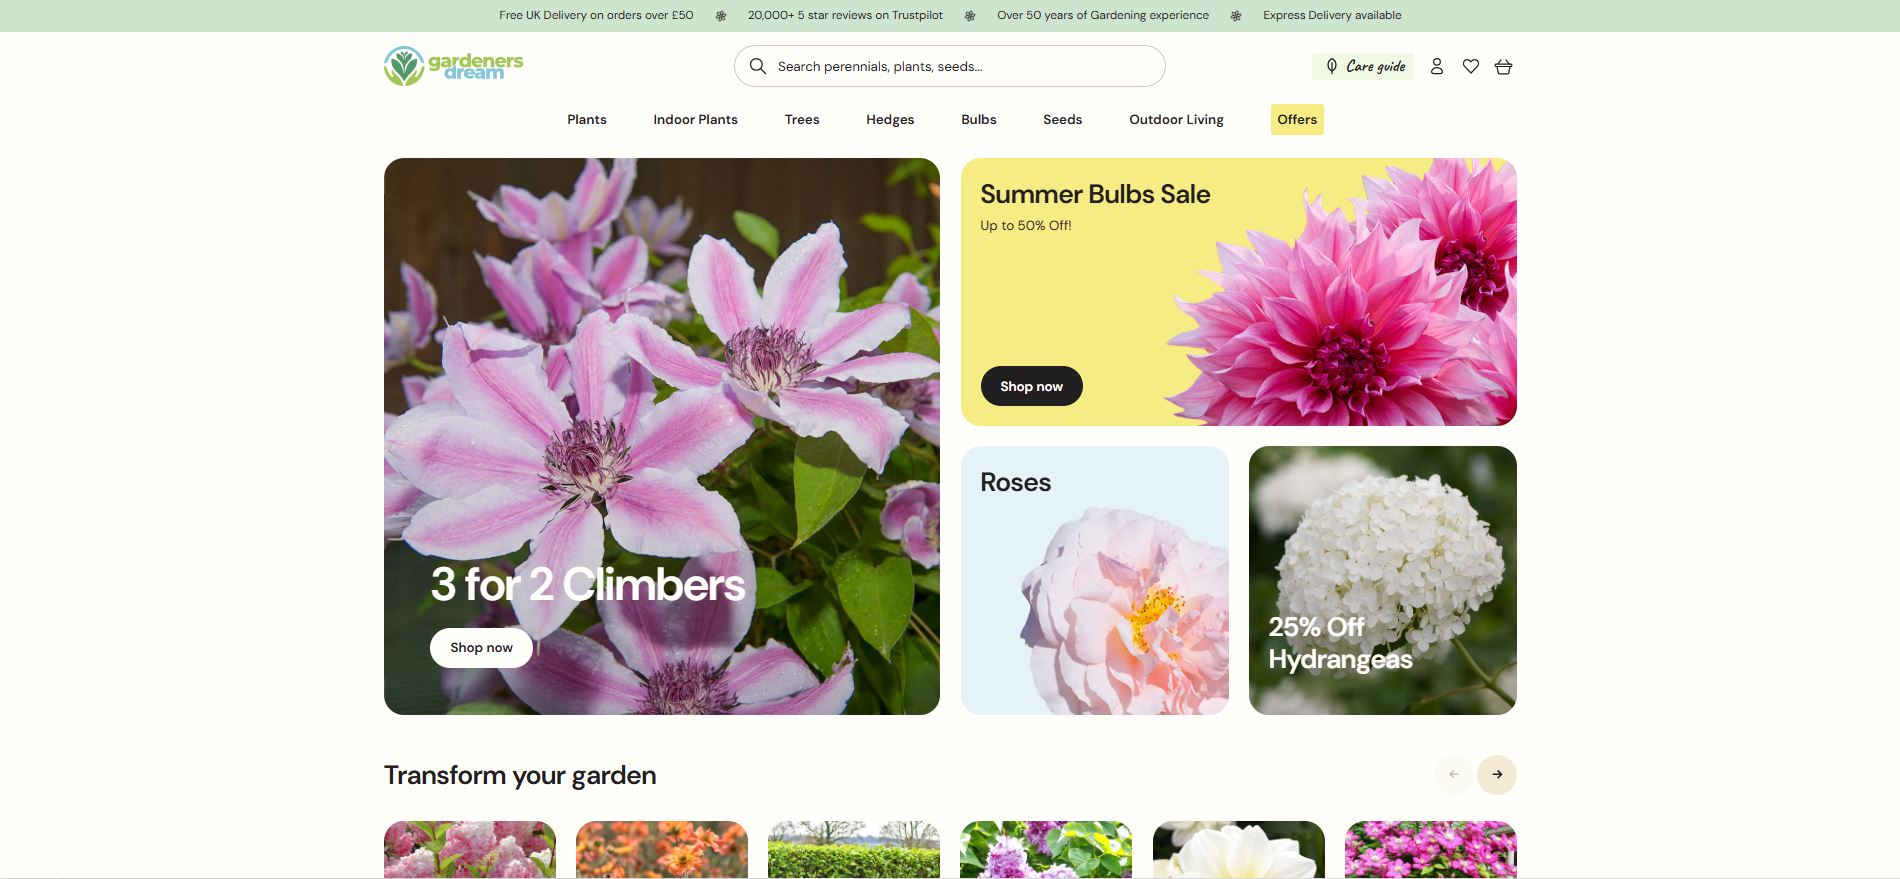 Free UK Delivery on orders over £50
20,000+ 5 star reviews on Trustpilot
Over 50 years of Gardening experience
Express Delivery available
gardeners
dream
Search perennials, plants, seeds...
Care guide
Plants
Indoor Plants
Trees
Hedges
Bulbs
Seeds
Outdoor Living
Offers
3 for 2 Climbers
Shop now
Summer Bulbs Sale
Up to 50% Off!
Shop now
Roses
25% Off
Hydrangeas
Transform your garden